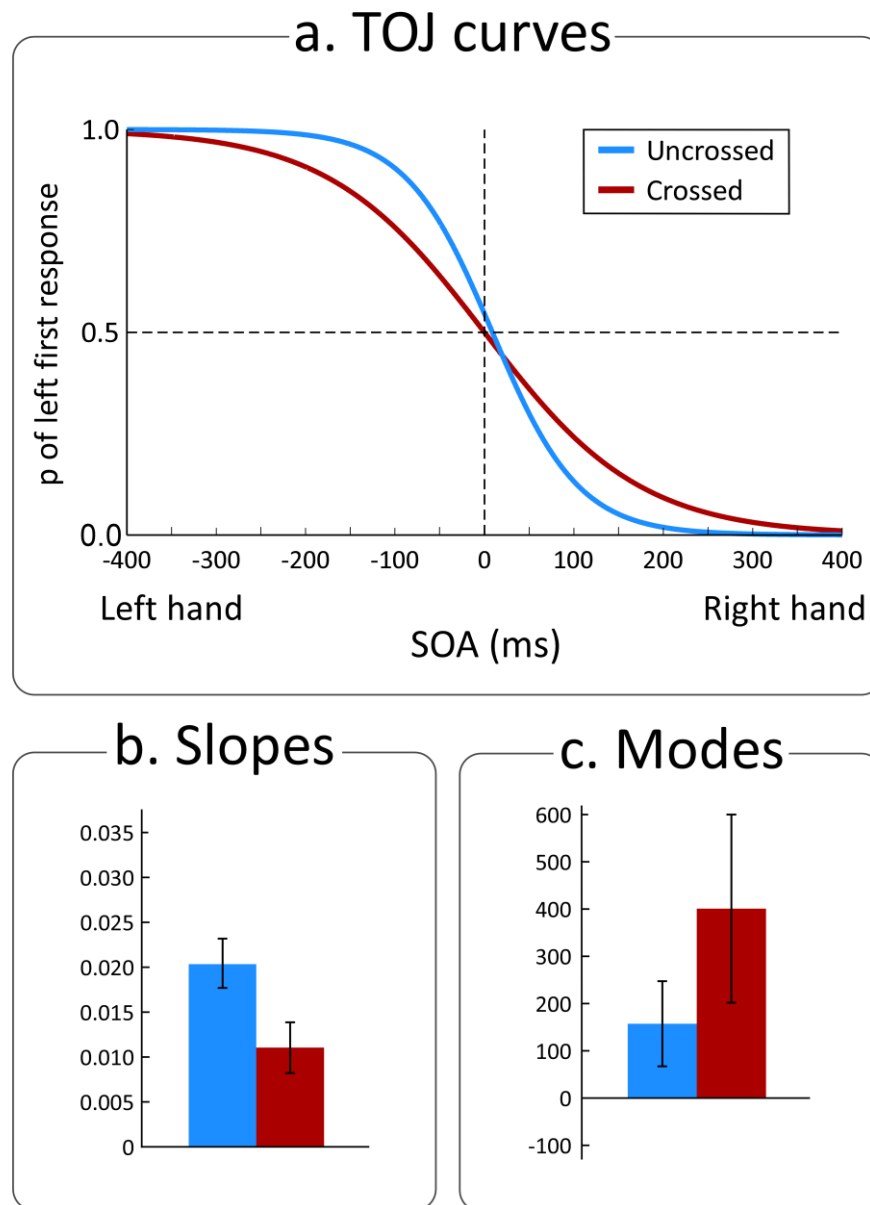 a. TOJ curves
1.0
Uncrossed
Crossed
p of left first response
0.5
0.0
-400 -300 -200 -100 0 100 200 300 400
Left hand Right hand
SOA (ms)
b. Slopes
0.035
0.030
0.025
0.020
0.015
0.010
0.005
0
c. Modes
600
500
400
300
200
100
0
-100